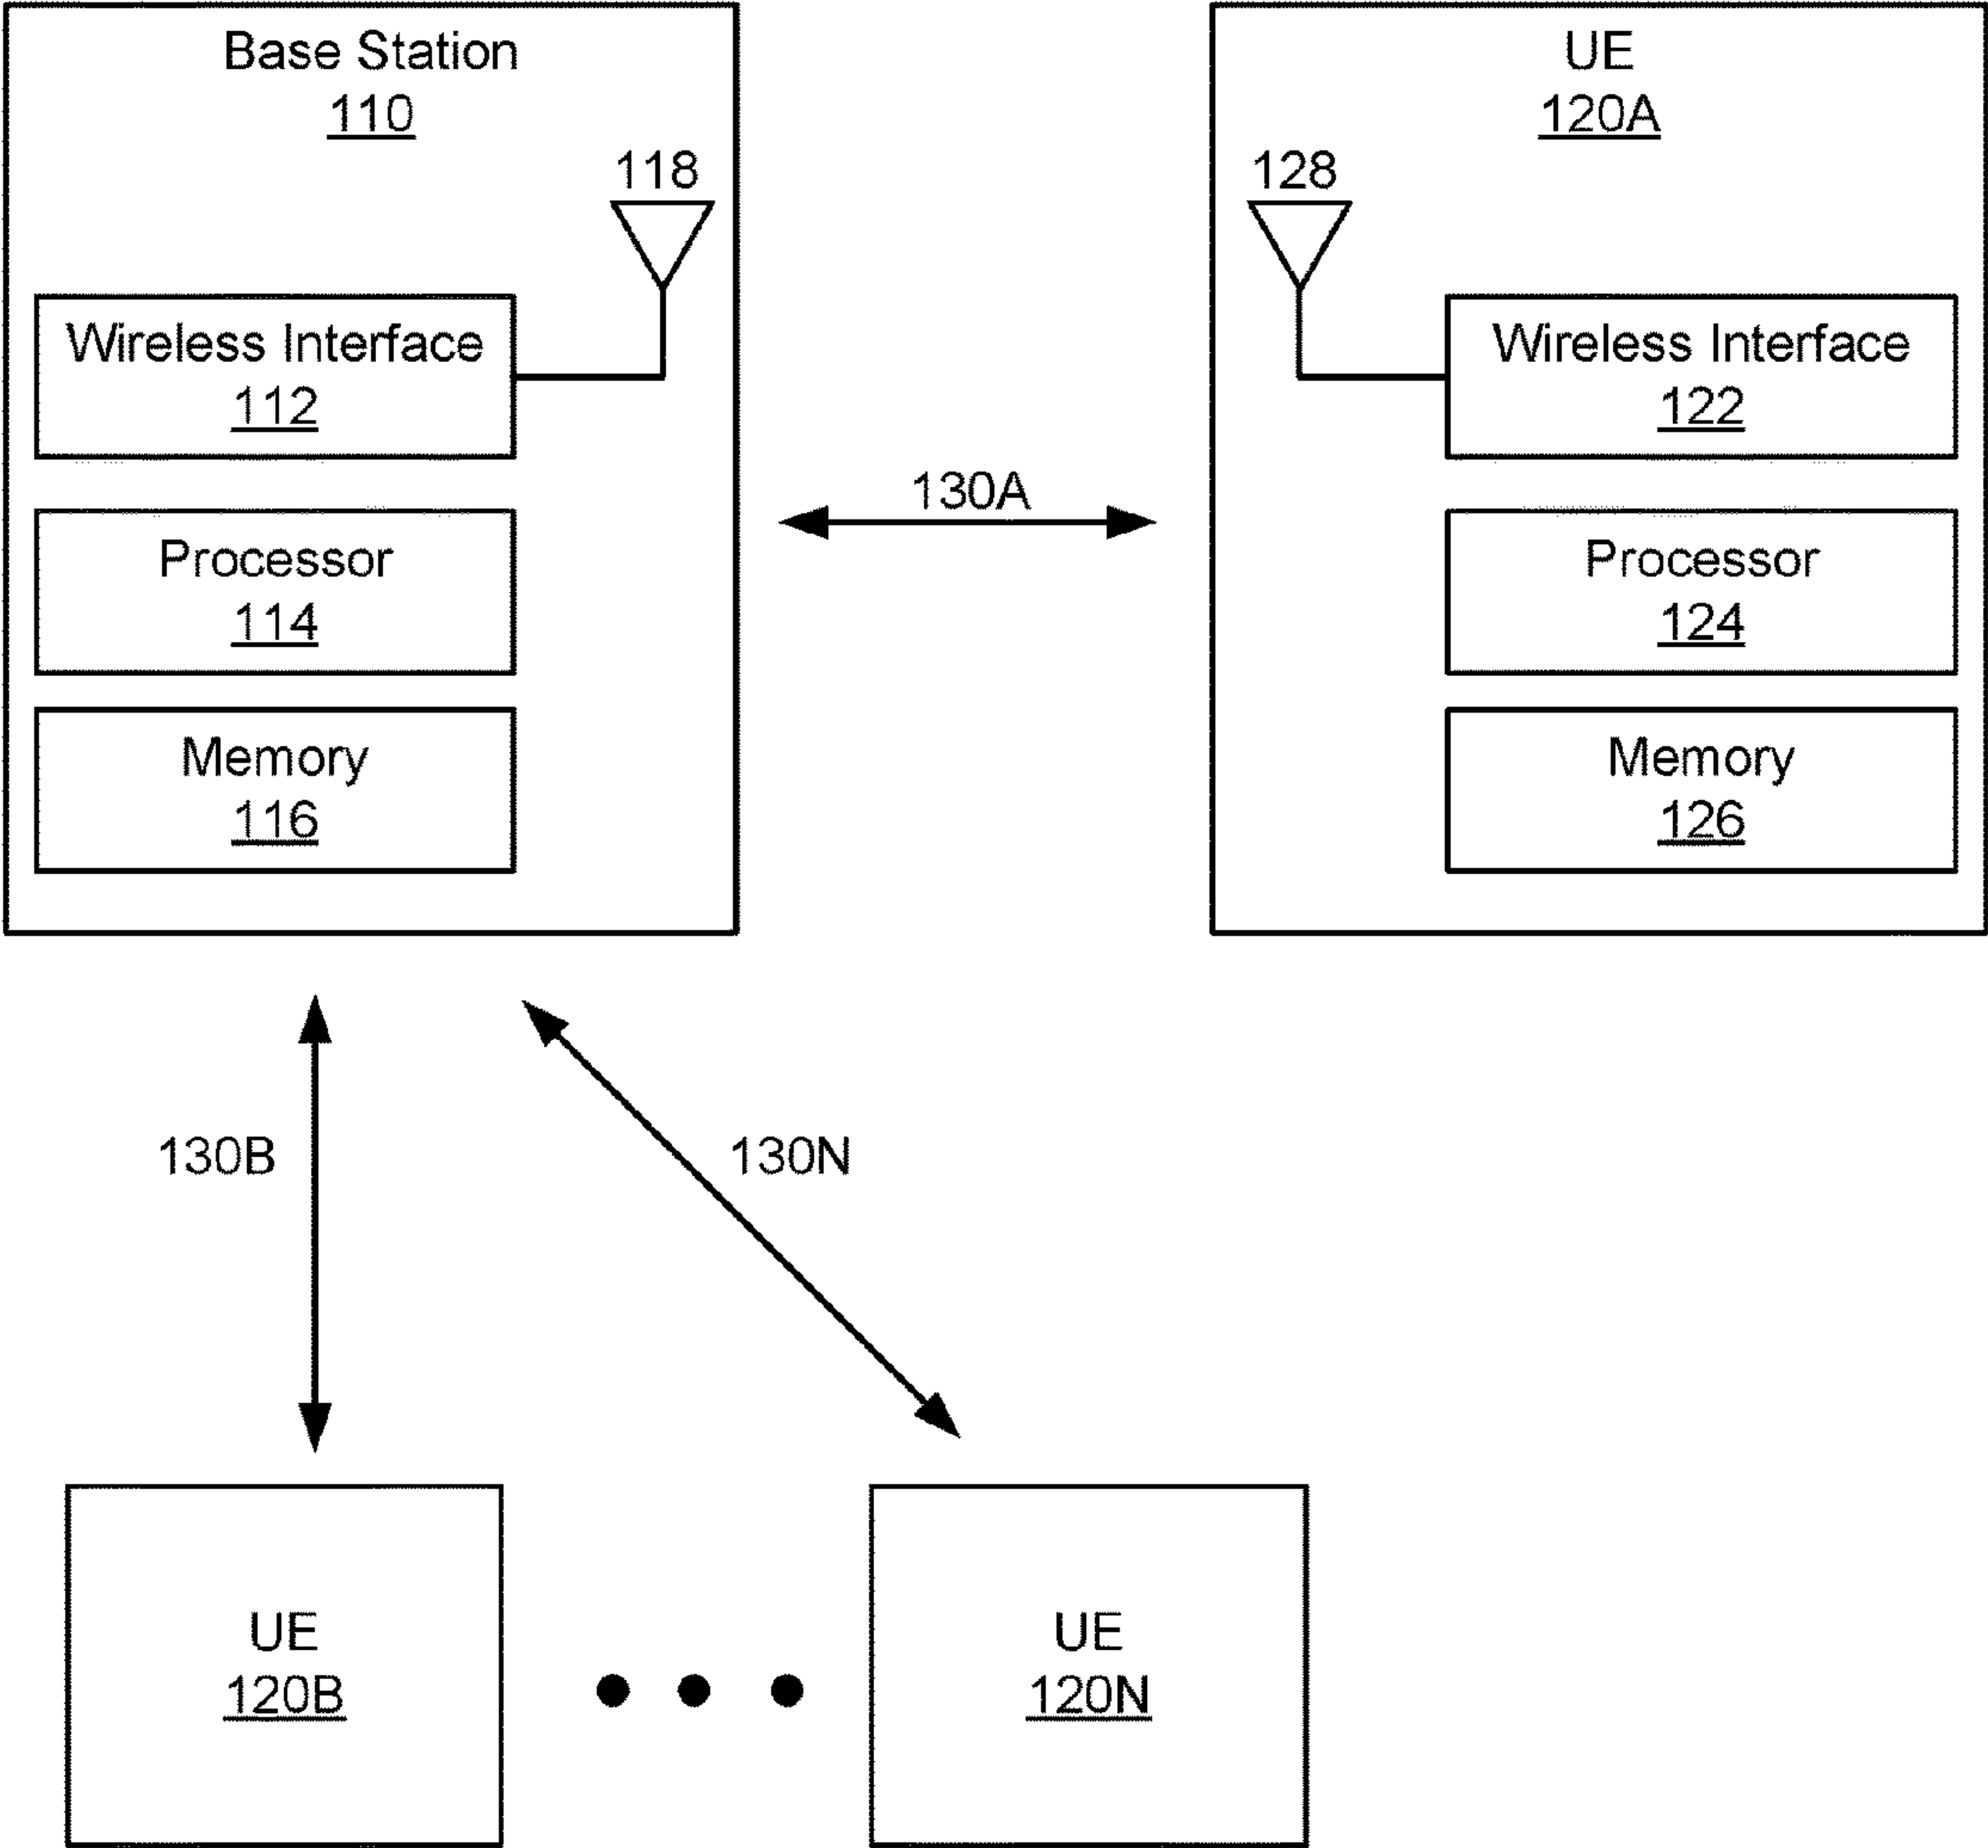 Base Station
110
118
Wireless Interface
112
Processor
114
Memory
116
130A
UE
120A
128
Wireless Interface
122
Processor
124
Memory
126
130B
130N
UE
120B
UE
120N